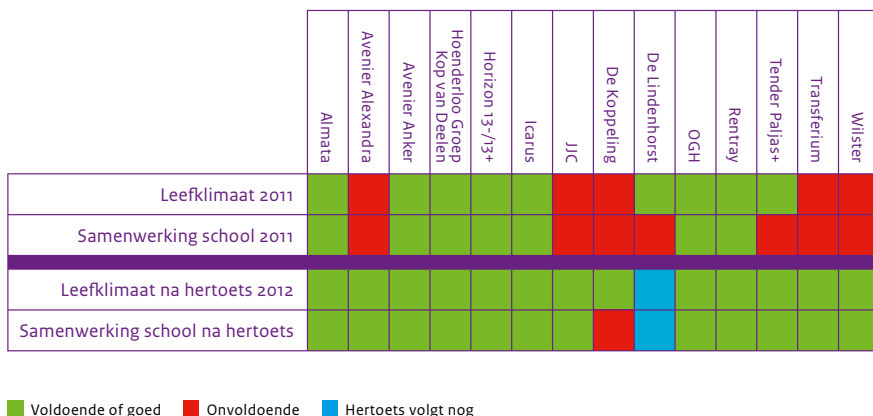 Almata
Avenier Alexandra
Avenier Anker
Hoenderloo Groep
Kop van Deelen
Horizon 13-/13+
Icarus
JJC
De Koppeling
De Lindenhorst
OGH
Rentray
Tender Paljas+
Transferium
Wilster
Leefklimaat 2011
Samenwerking school 2011
Leefklimaat na hertoets 2012
Samenwerking school na hertoets
Voldoende of goed
Onvoldoende
Hertoets volgt nog